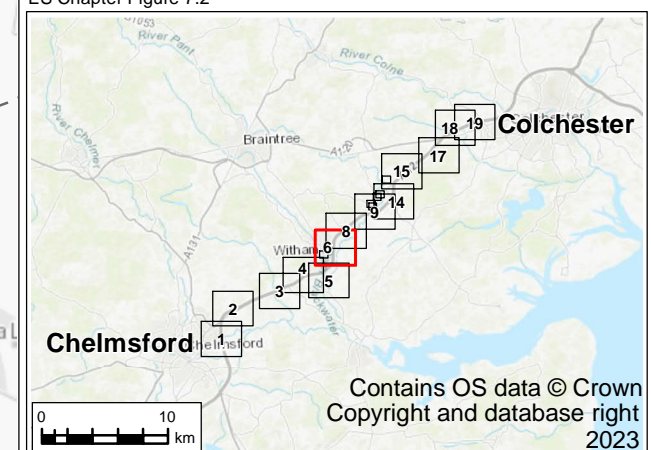 ES Chapter Figure 7.2
River Pant
River Colne
River Chelmer
Braintree
A120
18
19
Colchester
17
15
14
9
A131
8
Witham
6
4
5
3
2
Chelmsford
1
Chelmsford
Contains OS data © Crown
Copyright and database right
2023
0 10
km